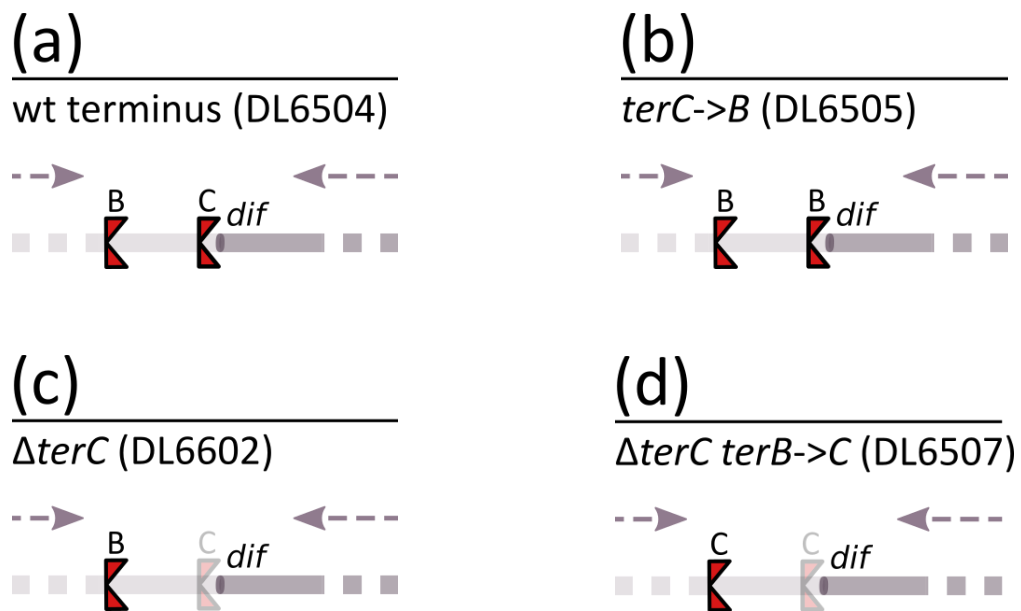 (a)
wt terminus (DL6504)
B C dif
(b)
terC->B (DL6505)
B B dif
(c)
ΔterC (DL6602)
B C dif
(d)
ΔterC terB->C (DL6507)
C C dif